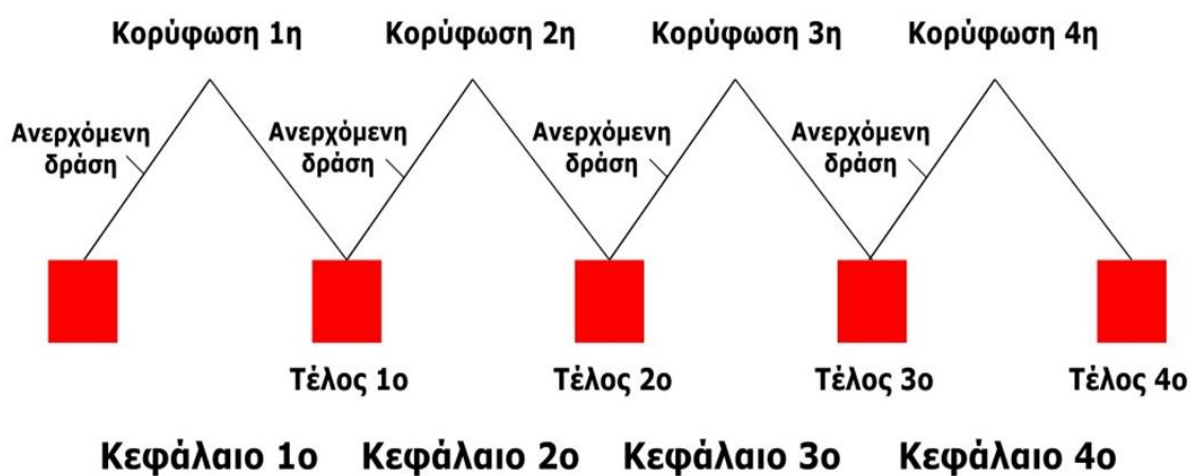 Κορύφωση 1η
Κορύφωση 2η
Κορύφωση 3η
Κορύφωση 4η
Ανερχόμενη
δράση
Ανερχόμενη
δράση
Ανερχόμενη
δράση
Ανερχόμενη
δράση
Τέλος 1ο
Τέλος 2ο
Τέλος 3ο
Τέλος 4ο
Κεφάλαιο 1ο
Κεφάλαιο 2ο
Κεφάλαιο 3ο
Κεφάλαιο 4ο